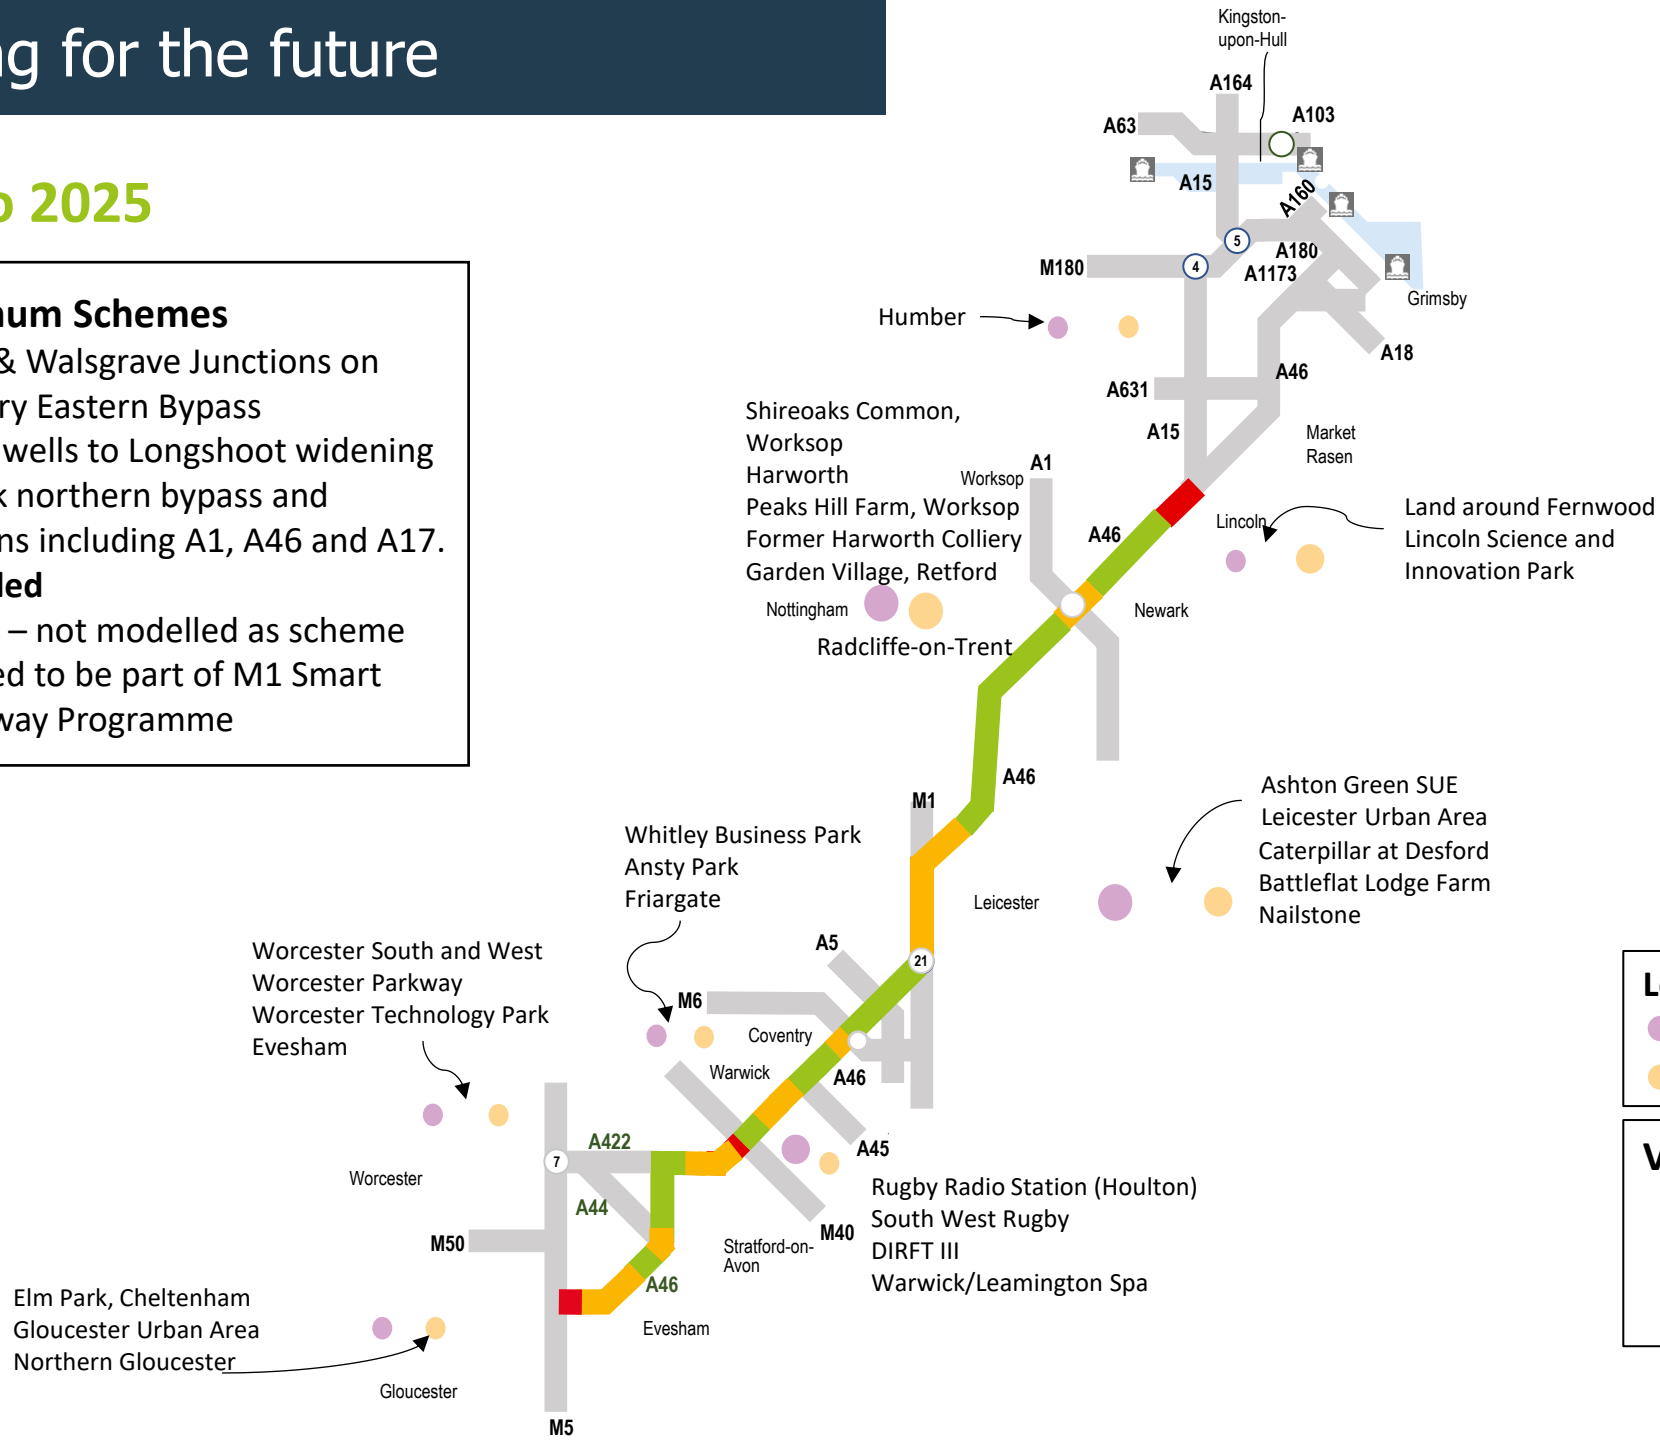 ng for the future
o 2025
num Schemes
& Walsgrave Junctions on
ry Eastern Bypass
wells to Longshoot widening
k northern bypass and
ns including A1, A46 and A17.
led
– not modelled as scheme
ed to be part of M1 Smart
way Programme
Kingston-
upon-Hull
A164
A63
A103
A15
A160
5
A180
M180
4
A1173
Grimsby
Humber
A18
A46
A631
A15
Market
Rasen
Shireoaks Common,
Worksop
Harworth
Peaks Hill Farm, Worksop
Former Harworth Colliery
Garden Village, Retford
Worksop
A1
Lincoln
A46
Land around Fernwood
Lincoln Science and
Innovation Park
Nottingham
Newark
Radcliffe-on-Trent
A46
M1
Ashton Green SUE
Leicester Urban Area
Caterpillar at Desford
Battleflat Lodge Farm
Nailstone
Whitley Business Park
Ansty Park
Friargate
Leicester
A5
21
Worcester South and West
Worcester Parkway
Worcester Technology Park
Evesham
M6
Coventry
Warwick
A46
A422
A45
7
Worcester
A44
Rugby Radio Station (Houlton)
South West Rugby
DIRFT III
Warwick/Leamington Spa
M40
M50
Stratford-on-
Avon
A46
Elm Park, Cheltenham
Gloucester Urban Area
Northern Gloucester
Evesham
Gloucester
M5
L
V